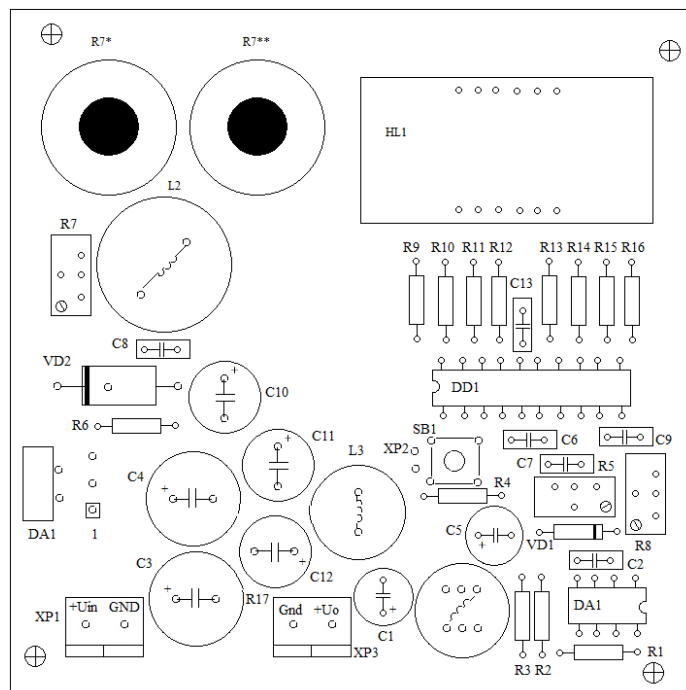 R7* R7**
HL1
L2
R7
R9 R10 R11 R12 R13 R14 R15 R16
C13
C8
VD2
DD1
C10
R6
SB1
C11
C6
C9
XP2
L3
C7
R5
C4
R4
DA1
1
C5
VD1
R8
C3
C12
C2
R17
XP1
+Uin GND
Gnd +Uo
DA1
C1
XP3
R3 R2
R1